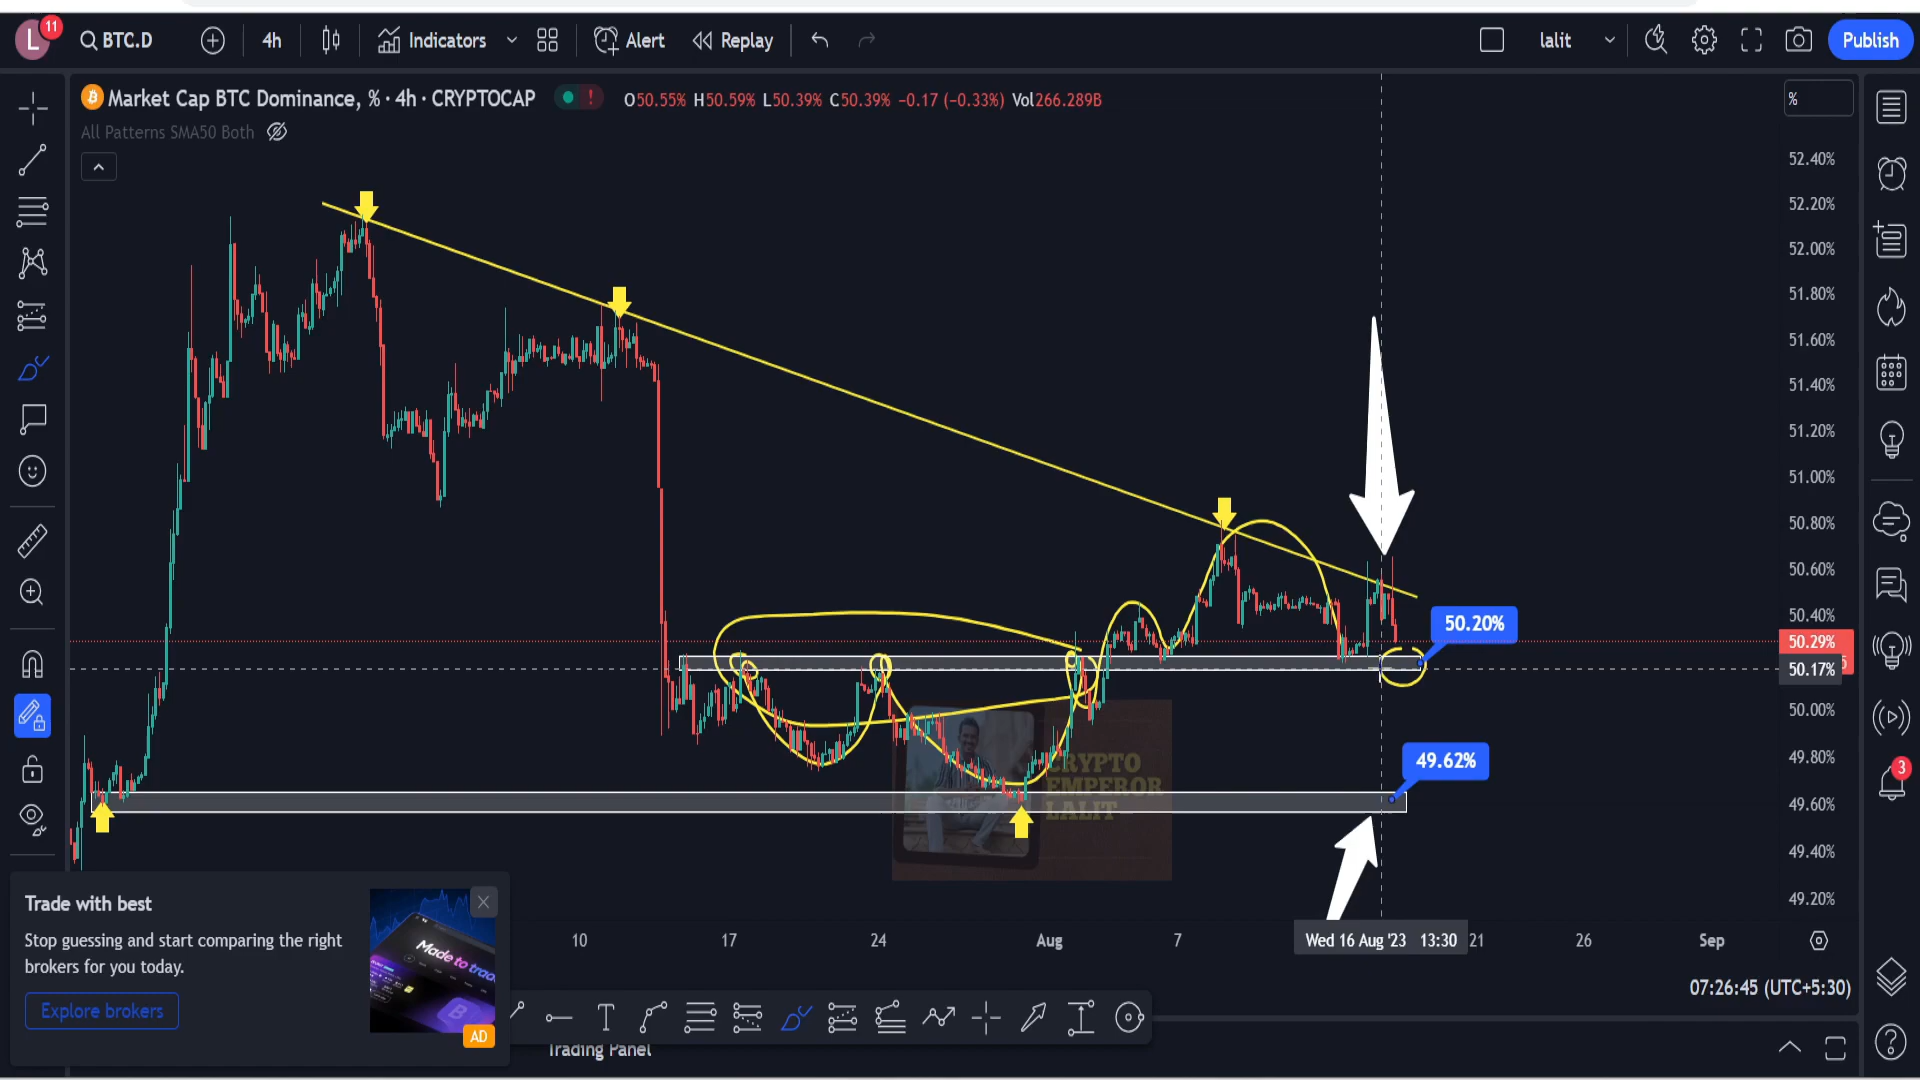 L 11 BTC.D 4h Indicators Alert Replay lalit Publish
Market Cap BTC Dominance, % · 4h · CRYPTOCAP ! O50.55% H50.59% L50.39% C50.39% −0.17 (−0.33%) Vol266.289B
%
All Patterns SMA50 Both
52.40%
52.20%
52.00%
51.80%
51.60%
51.40%
51.20%
51.00%
50.80%
50.60%
50.40%
50.20%
50.29%
50.17%
50.00%
49.80%
49.62%
49.60%
49.40%
49.20%
CRYPTO
EMPEROR
LALIT
3
10 17 24 Aug 7 Wed 16 Aug '23 13:30 21 26 Sep
07:26:45 (UTC+5:30)
Trade with best
Stop guessing and start comparing the right
brokers for you today.
Explore brokers
Made to trad
AD
Trading Panel